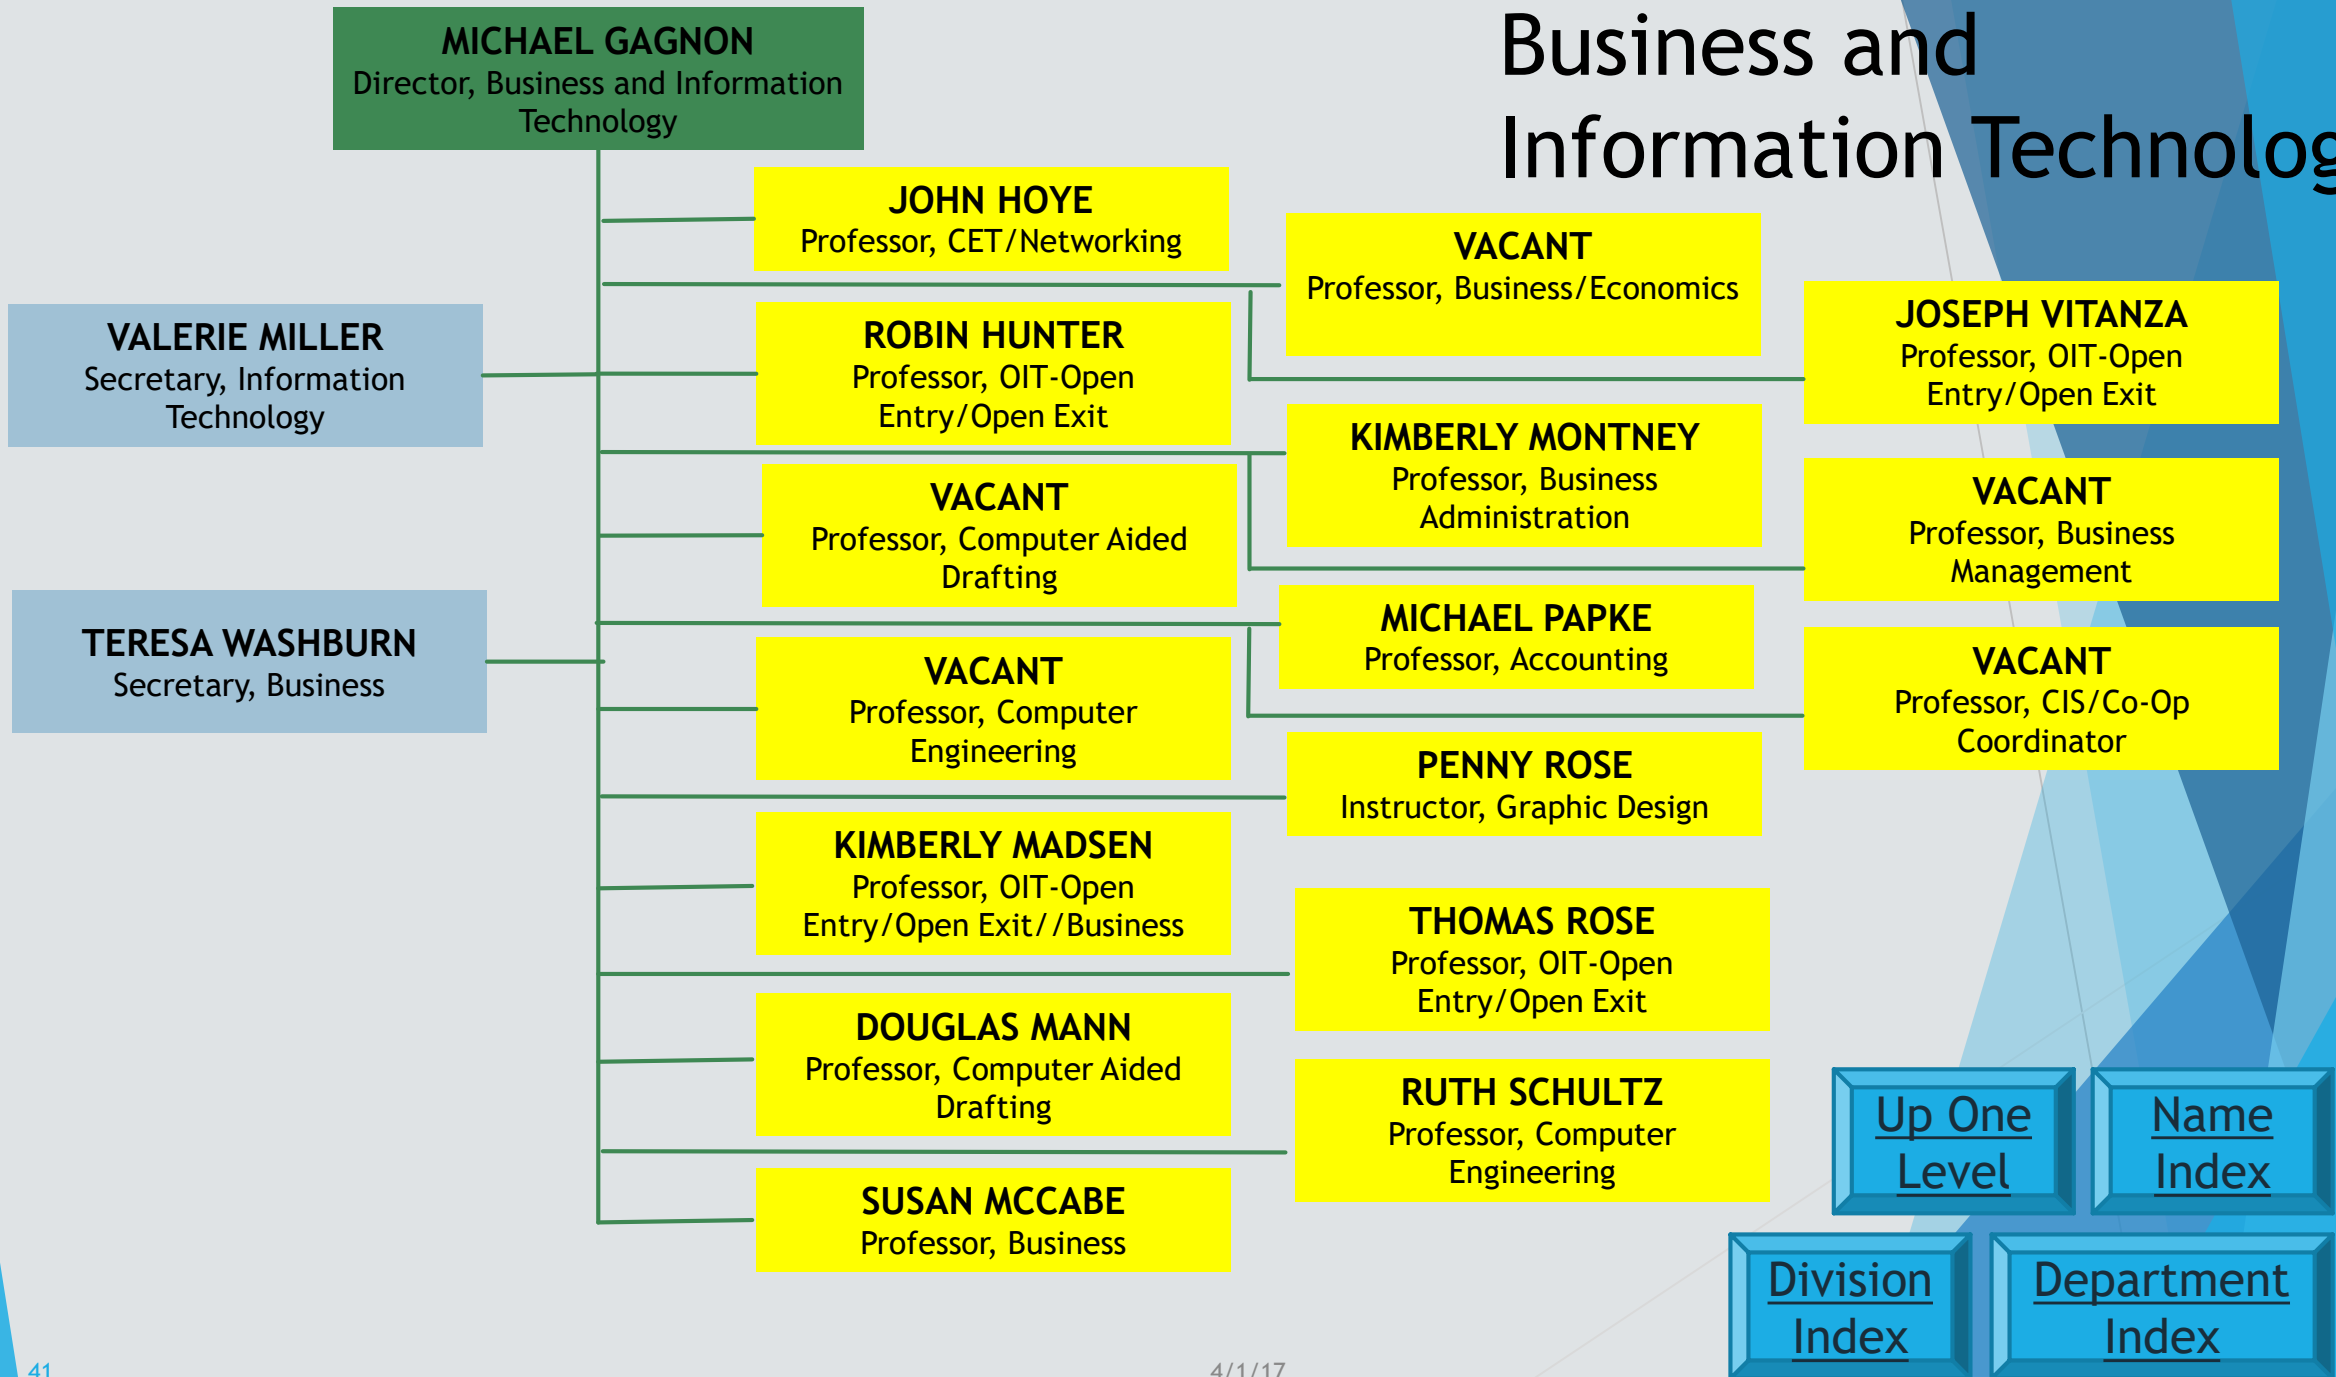 Business and
Information Technolog
MICHAEL GAGNON
Director, Business and Information
Technology
VALERIE MILLER
Secretary, Information
Technology
TERESA WASHBURN
Secretary, Business
JOHN HOYE
Professor, CET/Networking
ROBIN HUNTER
Professor, OIT-Open
Entry/Open Exit
VACANT
Professor, Computer Aided
Drafting
VACANT
Professor, Computer
Engineering
KIMBERLY MADSEN
Professor, OIT-Open
Entry/Open Exit//Business
DOUGLAS MANN
Professor, Computer Aided
Drafting
SUSAN MCCABE
Professor, Business
VACANT
Professor, Business/Economics
KIMBERLY MONTNEY
Professor, Business
Administration
MICHAEL PAPKE
Professor, Accounting
PENNY ROSE
Instructor, Graphic Design
THOMAS ROSE
Professor, OIT-Open
Entry/Open Exit
RUTH SCHULTZ
Professor, Computer
Engineering
JOSEPH VITANZA
Professor, OIT-Open
Entry/Open Exit
VACANT
Professor, Business
Management
VACANT
Professor, CIS/Co-Op
Coordinator
Up One
Level
Name
Index
Division
Index
Department
Index
41
4/1/17